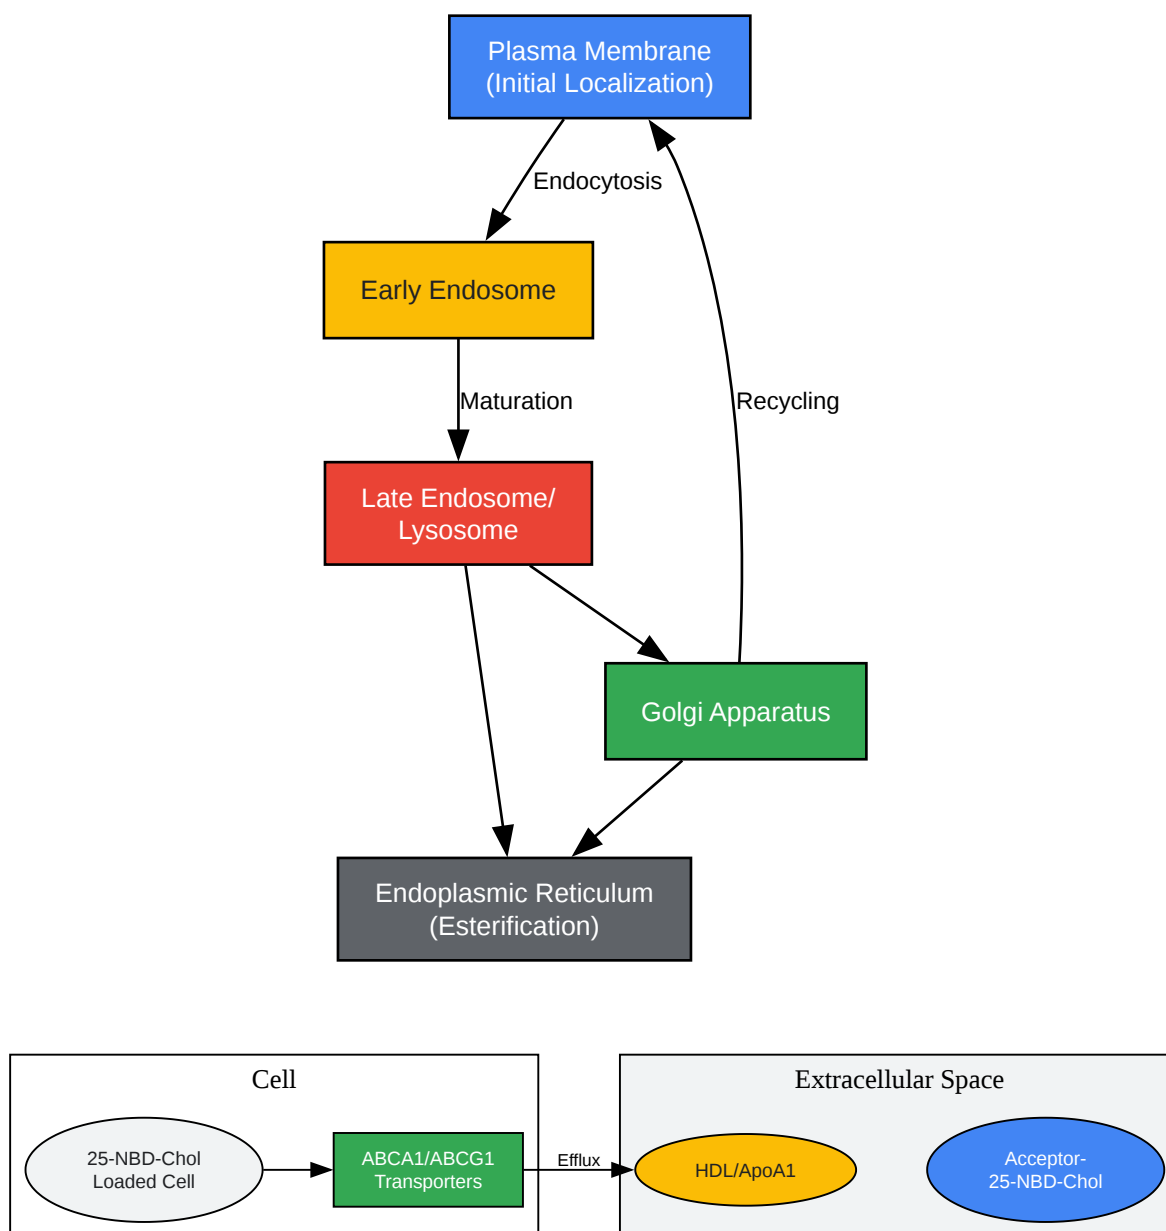 Plasma Membrane
(Initial Localization)
Endocytosis
Early Endosome
Maturation
Recycling
Late Endosome/
Lysosome
Golgi Apparatus
Endoplasmic Reticulum
(Esterification)
Cell
25-NBD-Chol
Loaded Cell
ABCA1/ABCG1
Transporters
Efflux
Extracellular Space
HDL/ApoA1
Acceptor-
25-NBD-Chol